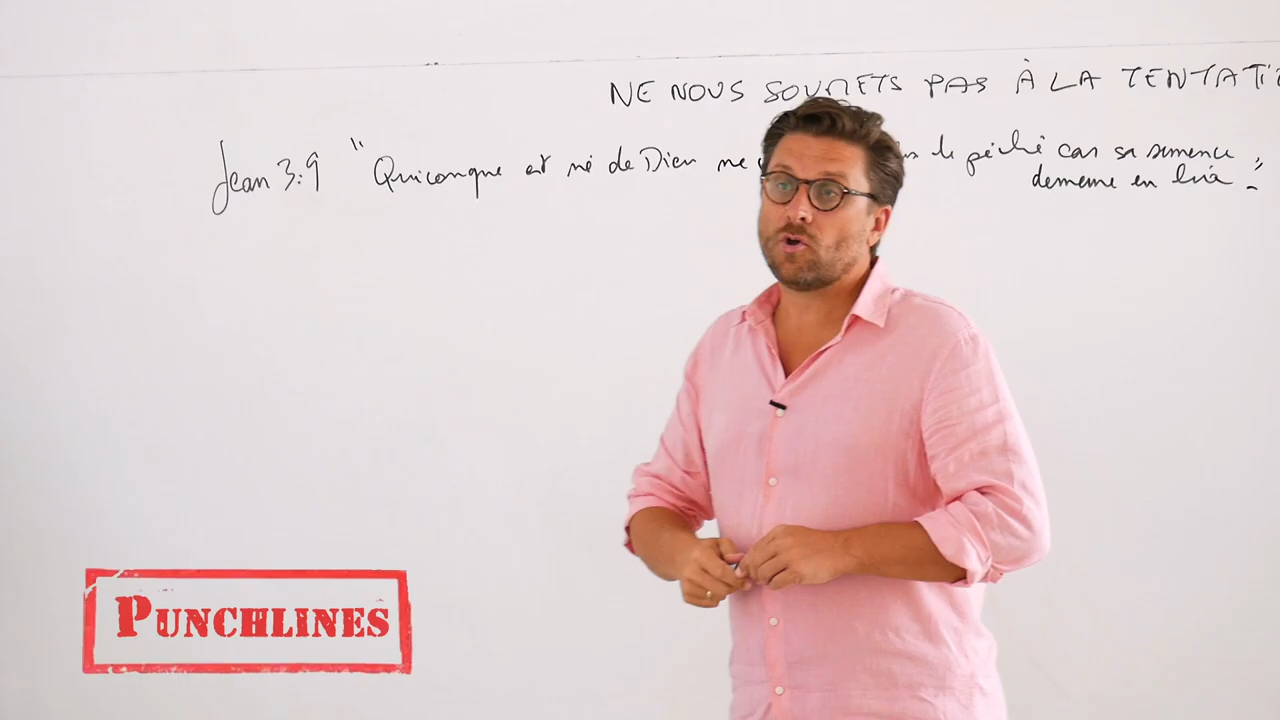 NE NOUS SOUMETS PAS À LA TENTATI
Jean 3:9 " Quiconque est né de Dieu ne le péché car sa semence
demeure en lui "
PUNCHLINES